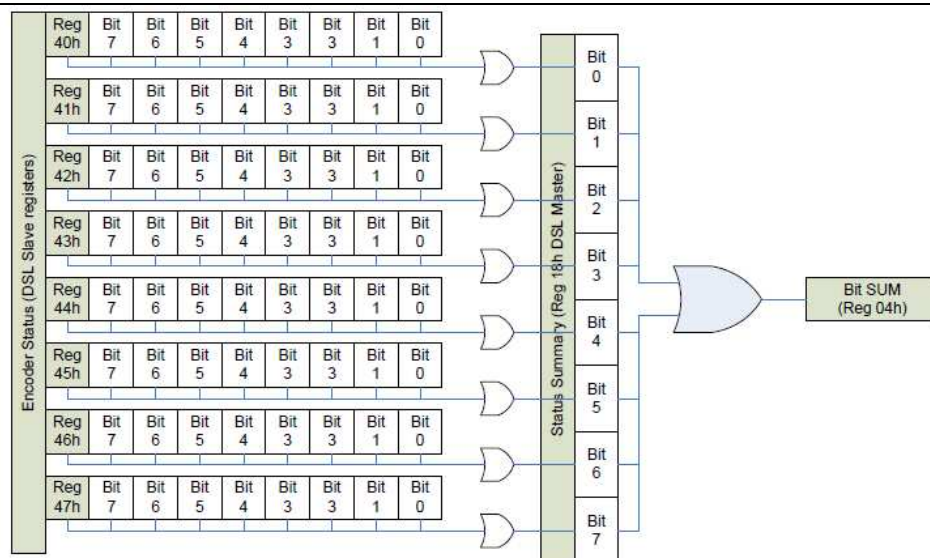 Encoder Status (DSL Slave registers)
Reg Bit Bit Bit Bit Bit Bit Bit Bit
40h 7 6 5 4 3 3 1 0
Reg Bit Bit Bit Bit Bit Bit Bit Bit
41h 7 6 5 4 3 3 1 0
Reg Bit Bit Bit Bit Bit Bit Bit Bit
42h 7 6 5 4 3 3 1 0
Reg Bit Bit Bit Bit Bit Bit Bit Bit
43h 7 6 5 4 3 3 1 0
Reg Bit Bit Bit Bit Bit Bit Bit Bit
44h 7 6 5 4 3 3 1 0
Reg Bit Bit Bit Bit Bit Bit Bit Bit
45h 7 6 5 4 3 3 1 0
Reg Bit Bit Bit Bit Bit Bit Bit Bit
46h 7 6 5 4 3 3 1 0
Reg Bit Bit Bit Bit Bit Bit Bit Bit
47h 7 6 5 4 3 3 1 0
Status Summary (Reg 18h DSL Master)
Bit
0
Bit
1
Bit
2
Bit
3
Bit
4
Bit
5
Bit
6
Bit
7
Bit SUM
(Reg 04h)